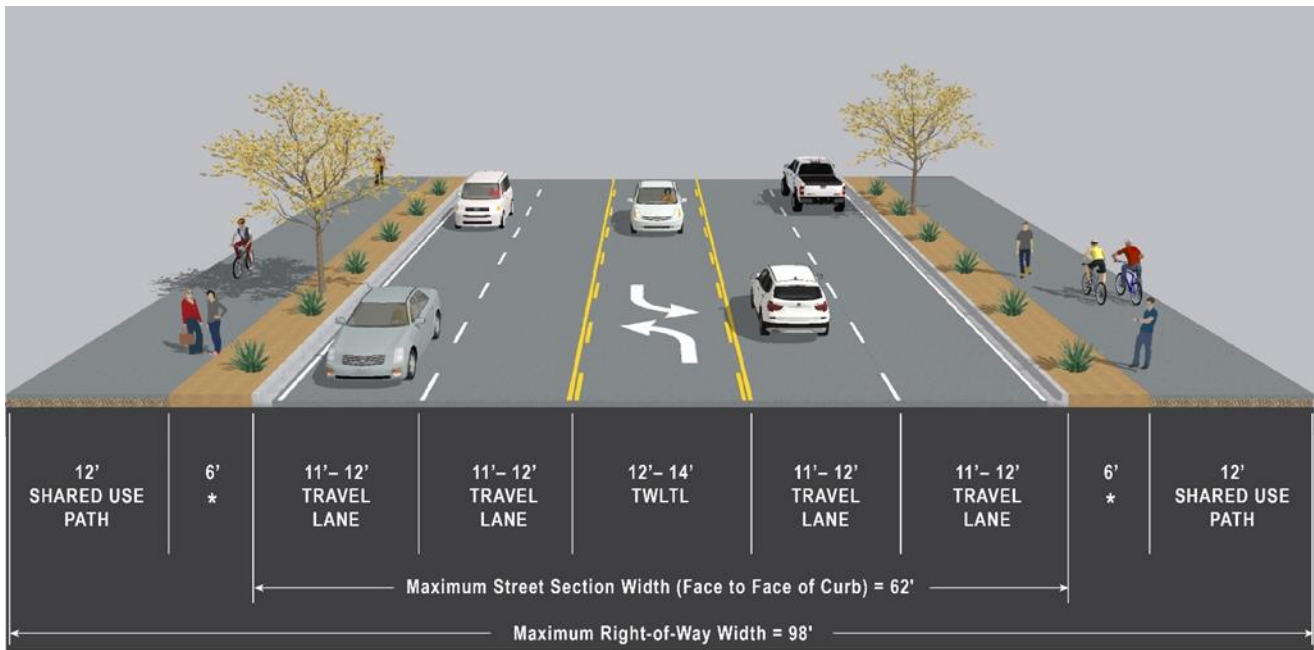 12'
SHARED USE
PATH
6'
*
11'– 12'
TRAVEL
LANE
11'– 12'
TRAVEL
LANE
12'– 14'
TWLTL
11'– 12'
TRAVEL
LANE
11'– 12'
TRAVEL
LANE
6'
*
12'
SHARED USE
PATH
Maximum Street Section Width (Face to Face of Curb) = 62'
Maximum Right-of-Way Width = 98'